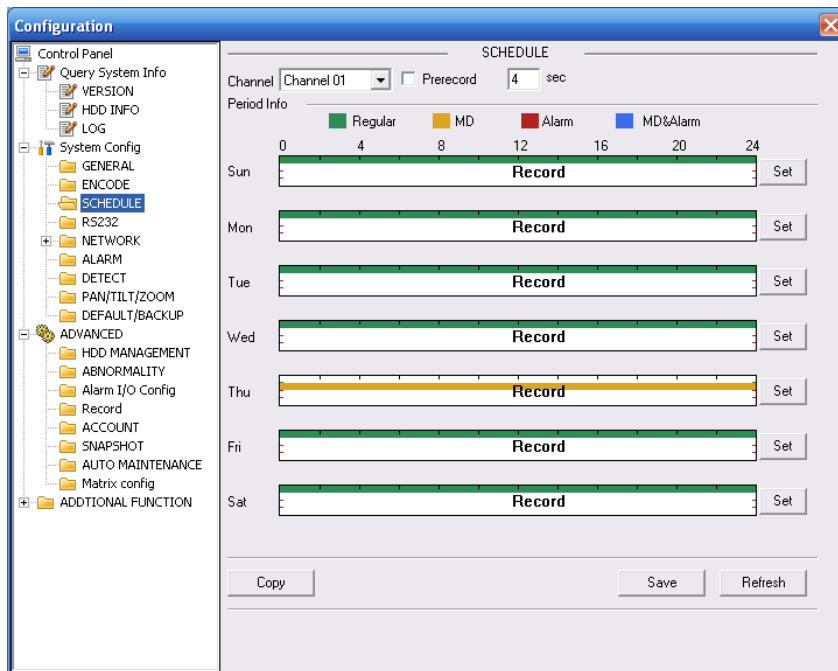 Configuration
Control Panel
Query System Info
VERSION
HDD INFO
LOG
System Config
GENERAL
ENCODE
SCHEDULE
RS232
NETWORK
ALARM
DETECT
PAN/TILT/ZOOM
DEFAULT/BACKUP
ADVANCED
HDD MANAGEMENT
ABNORMALITY
Alarm I/O Config
Record
ACCOUNT
SNAPSHOT
AUTO MAINTENANCE
Matrix config
ADDTIONAL FUNCTION
SCHEDULE
Channel Channel 01 Prerecord 4 sec
Period Info
Regular MD Alarm MD&Alarm
0 4 8 12 16 20 24
Sun Record Set
Mon Record Set
Tue Record Set
Wed Record Set
Thu Record Set
Fri Record Set
Sat Record Set
Copy Save Refresh